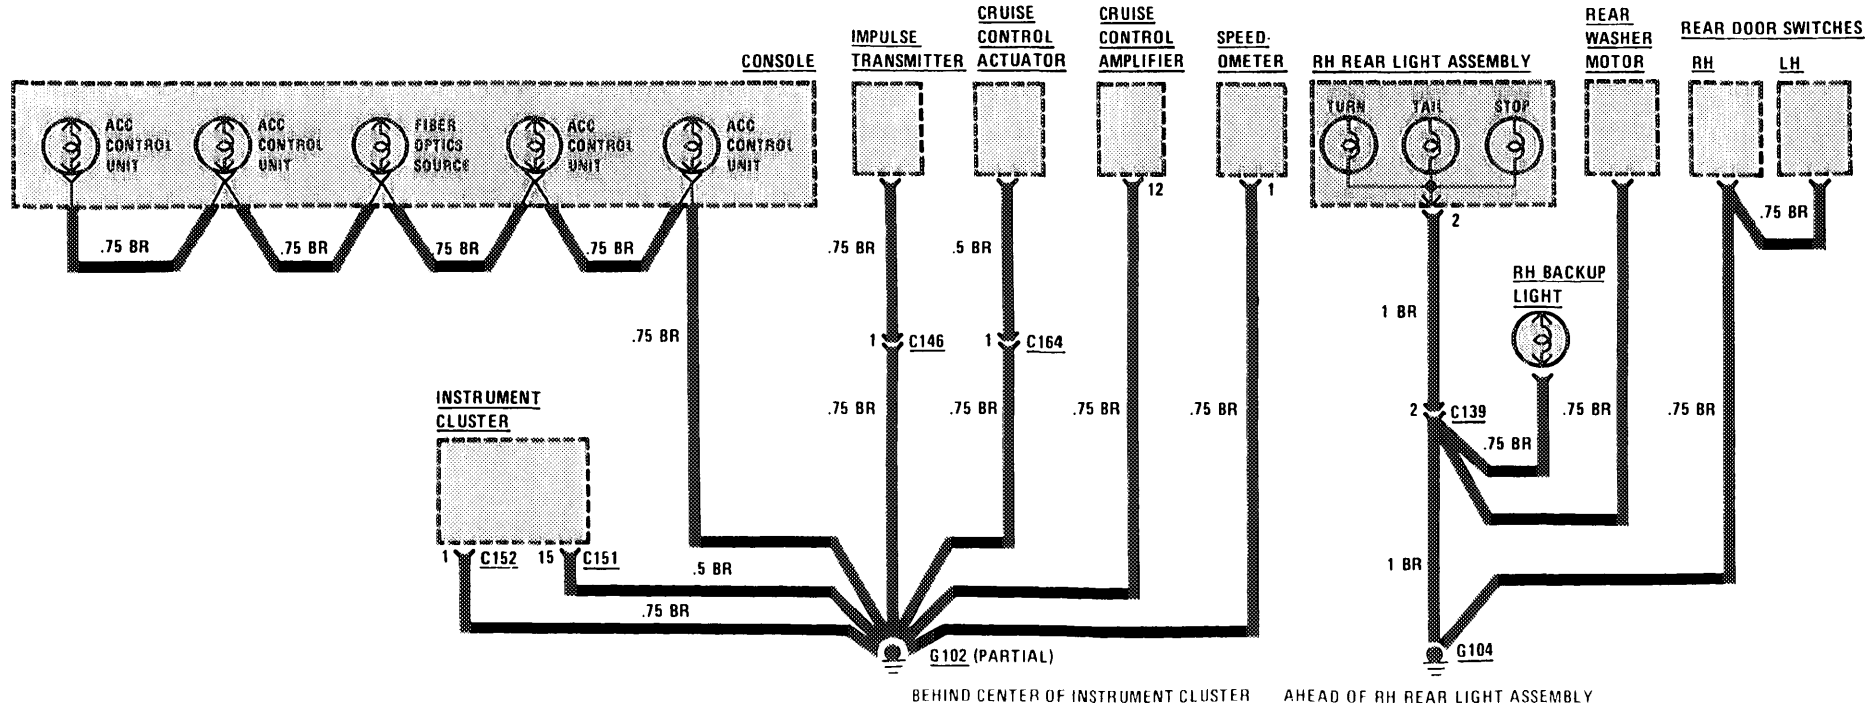 CONSOLE
ACC
CONTROL
UNIT
ACC
CONTROL
UNIT
FIBER
OPTICS
SOURCE
ACC
CONTROL
UNIT
ACC
CONTROL
UNIT
.75 BR
.75 BR
.75 BR
.75 BR
.75 BR
IMPULSE
TRANSMITTER
.75 BR
1 C146
.75 BR
CRUISE
CONTROL
ACTUATOR
.5 BR
1 C164
.75 BR
CRUISE
CONTROL
AMPLIFIER
12
.75 BR
SPEED-
OMETER
1
.75 BR
INSTRUMENT
CLUSTER
1 C152
15 C151
.5 BR
.75 BR
G102 (PARTIAL)
BEHIND CENTER OF INSTRUMENT CLUSTER
RH REAR LIGHT ASSEMBLY
TURN
TAIL
STOP
2
1 BR
RH BACKUP
LIGHT
2 C139
.75 BR
REAR
WASHER
MOTOR
.75 BR
REAR DOOR SWITCHES
RH
LH
.75 BR
.75 BR
1 BR
G104
AHEAD OF RH REAR LIGHT ASSEMBLY